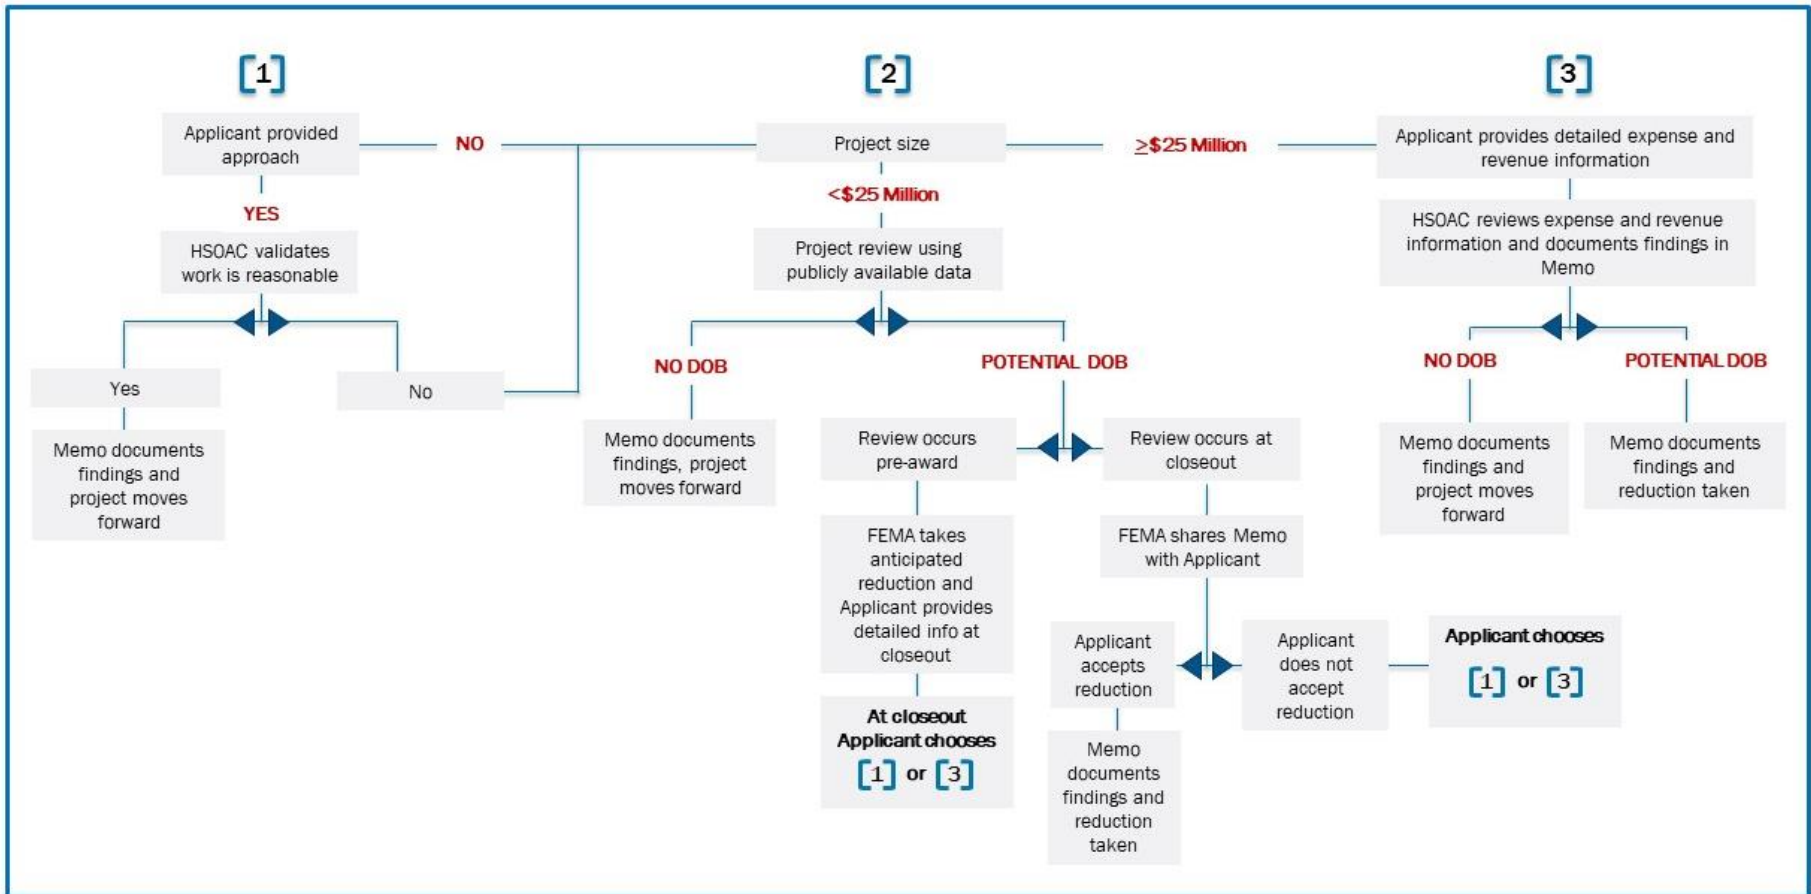 [1]
Applicant provided
approach
NO
YES
HSOAC validates
work is reasonable
Yes
No
Memo documents
findings and
project moves
forward
[2]
Project size
≥$25 Million
<$25 Million
Project review using
publicly available data
NO DOB
POTENTIAL DOB
Memo documents
findings, project
moves forward
Review occurs
pre-award
Review occurs at
closeout
FEMA takes
anticipated
reduction and
Applicant provides
detailed info at
closeout
At closeout
Applicant chooses
[1] or [3]
FEMA shares Memo
with Applicant
Applicant
accepts
reduction
Applicant
does not
accept
reduction
Applicant chooses
[1] or [3]
Memo
documents
findings and
reduction
taken
[3]
Applicant provides detailed expense and
revenue information
HSOAC reviews expense and revenue
information and documents findings in
Memo
NO DOB
POTENTIAL DOB
Memo documents
findings and
project moves
forward
Memo documents
findings and
reduction taken